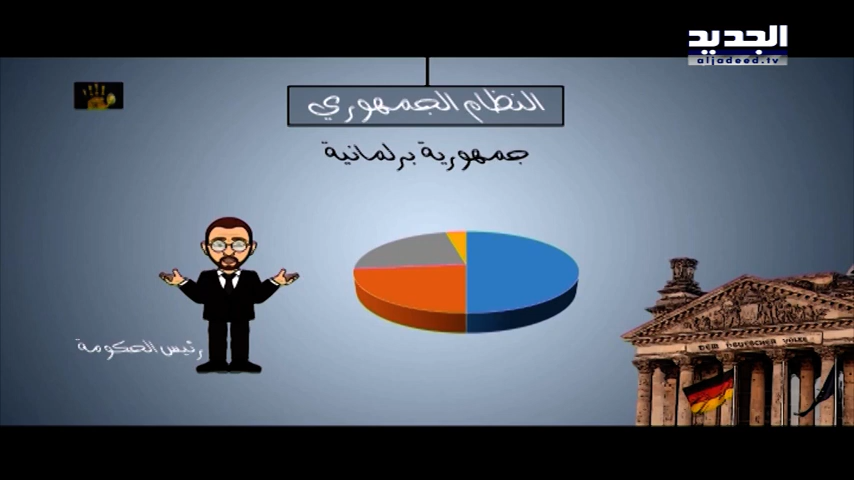 الجديد
aljadeed.tv
النظام الجمهوري
جمهورية برلمانية
رئيس الحكومة
DEM DEUTSCHEN VOLKE